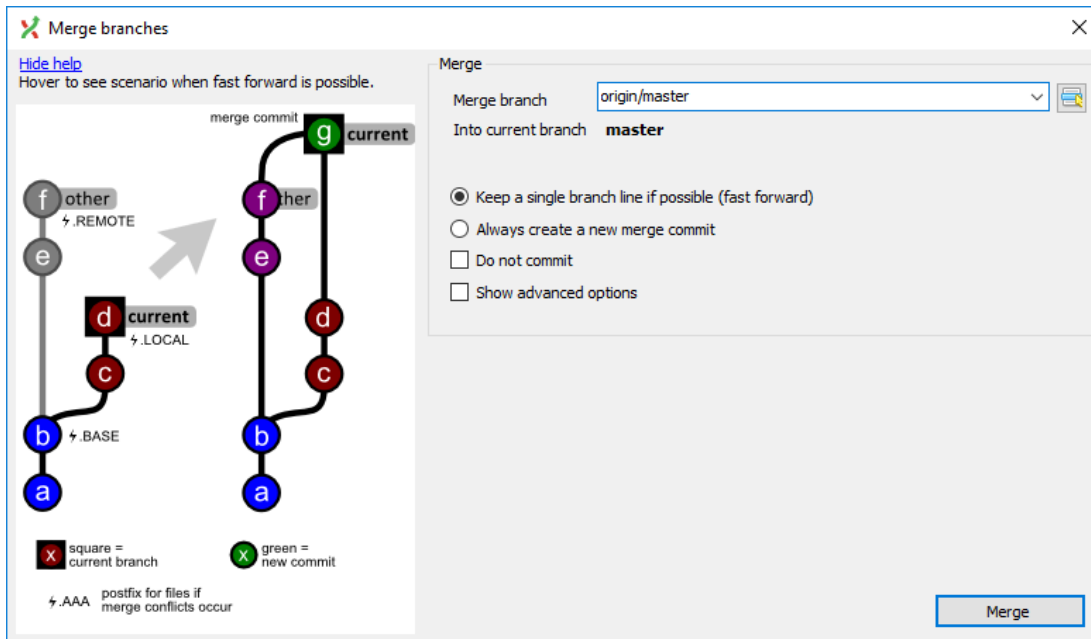 Merge branches
Hide help
Hover to see scenario when fast forward is possible.
merge commit
g current
f other
.REMOTE
f ther
e
e
d current
.LOCAL
d
c
c
b .BASE
b
a
a
x square =
current branch
x green =
new commit
.AAA postfix for files if
merge conflicts occur
Merge
Merge branch origin/master
Into current branch master
Keep a single branch line if possible (fast forward)
Always create a new merge commit
Do not commit
Show advanced options
Merge